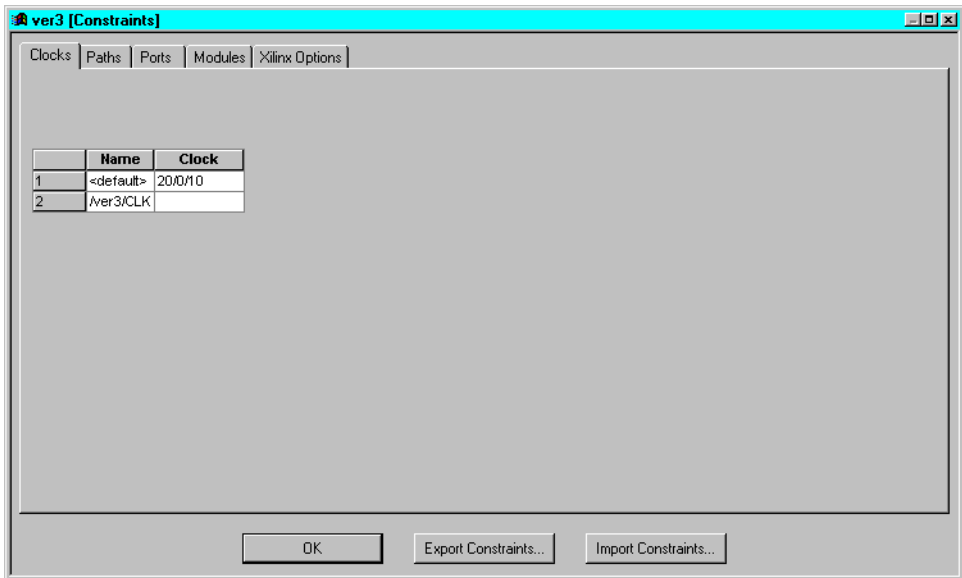 ver3 [Constraints]
Clocks Paths Ports Modules Xilinx Options
Name Clock
1 <default> 20/0/10
2 /ver3/CLK
OK Export Constraints... Import Constraints...